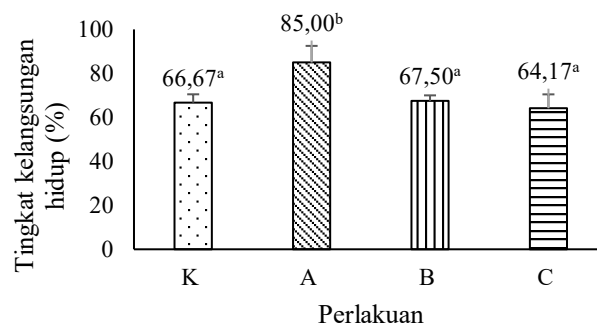 Tingkat kelangsungan
hidup (%)
100
80
60
40
20
0
66,67ᵃ
85,00ᵇ
67,50ᵃ
64,17ᵃ
K A B C
Perlakuan